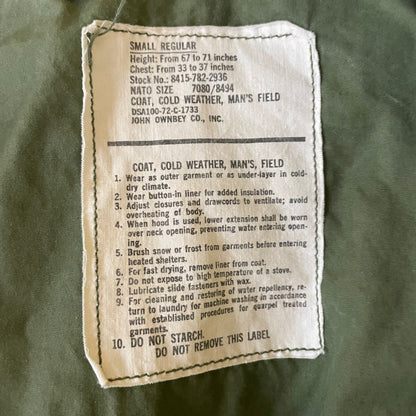 SMALL REGULAR
Height: From 67 to 71 inches
Chest: From 33 to 37 inches
Stock No.: 8415-782-2936
NATO SIZE 7080/8494
COAT, COLD WEATHER, MAN'S FIELD
DSA100-72-C-1733
JOHN OWNBEY CO., INC.
COAT, COLD WEATHER, MAN'S, FIELD
1. Wear as outer garment or as under-layer in cold-
dry climate.
2. Wear button-in liner for added insulation.
3. Adjust closures and drawcords to ventilate; avoid
overheating of body.
4. When hood is used, lower extension shall be worn
over neck opening, preventing water entering open-
ing.
5. Brush snow or frost from garments before entering
heated shelters.
6. For fast drying, remove liner from coat.
7. Do not expose to high temperature of a stove.
8. Lubricate slide fasteners with wax.
9. For cleaning and restoring of water repellency, re-
turn to laundry for machine washing in accordance
with established procedures for quarpel treated
garments.
10. DO NOT STARCH.
DO NOT REMOVE THIS LABEL